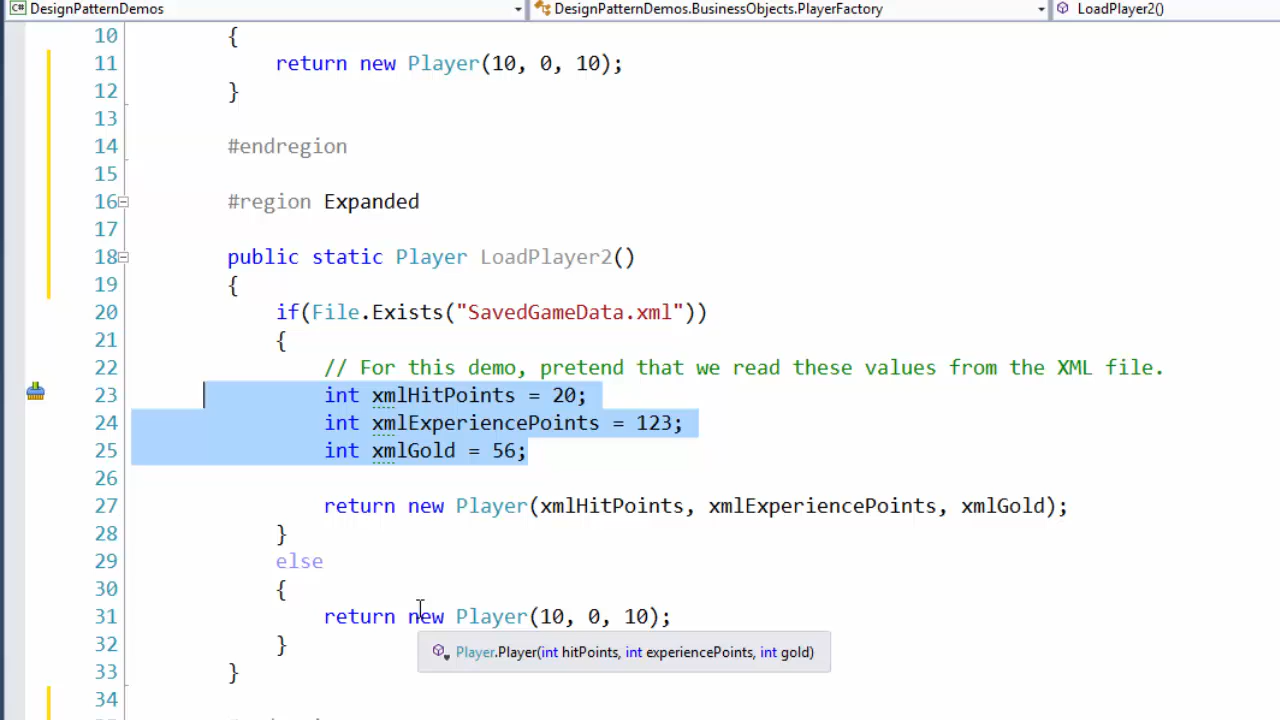 C# DesignPatternDemos DesignPatternDemos.BusinessObjects.PlayerFactory LoadPlayer2()
10 {
11 return new Player(10, 0, 10);
12 }
13
14 #endregion
15
16 #region Expanded
17
18 public static Player LoadPlayer2()
19 {
20 if(File.Exists("SavedGameData.xml"))
21 {
22 // For this demo, pretend that we read these values from the XML file.
23 int xmlHitPoints = 20;
24 int xmlExperiencePoints = 123;
25 int xmlGold = 56;
26
27 return new Player(xmlHitPoints, xmlExperiencePoints, xmlGold);
28 }
29 else
30 {
31 return new Player(10, 0, 10);
32 }
Player.Player(int hitPoints, int experiencePoints, int gold)
33 }
34